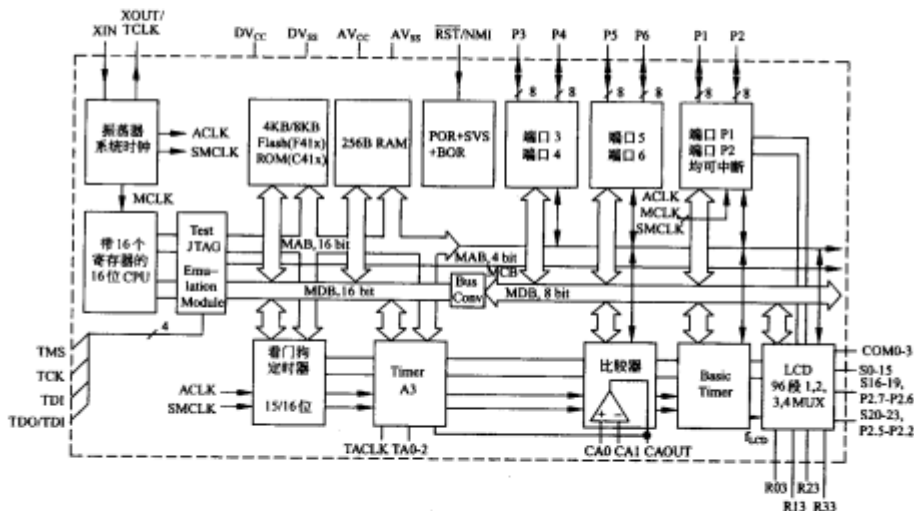 XOUT/
XIN TCLK
DVCC DVSS AVCC AVSS RST/NMI P3 P4 P5 P6 P1 P2
8 8 8 8 8 8
振荡器
系统时钟
ACLK
SMCLK
4KB/8KB
Flash(F41x)
ROM(C41x)
256B RAM
POR+SVS
+BOR
端口 3
端口 4
端口 5
端口 6
端口 P1
端口 P2
均可中断
MCLK
ACLK
MCLK
SMCLK
带 16 个
寄存器的
16 位 CPU
Test
JTAG
Emu-
lation
Module
MAB, 16 bit
MAB, 4 bit
MCB
MDB, 16 bit
Bus
Conv
MDB, 8 bit
4
TMS
TCK
TDI
TDO/TDI
ACLK
SMCLK
看门狗
定时器
15/16 位
Timer
A3
比较器
+ −
Basic
Timer
LCD
96 段 1,2,
3,4 MUX
COM0-3
S0-15
S16-19,
P2.7-P2.6
S20-23,
P2.5-P2.2
fLCD
TACLK TA0-2
CA0 CA1 CAOUT
R03 R23
R13 R33